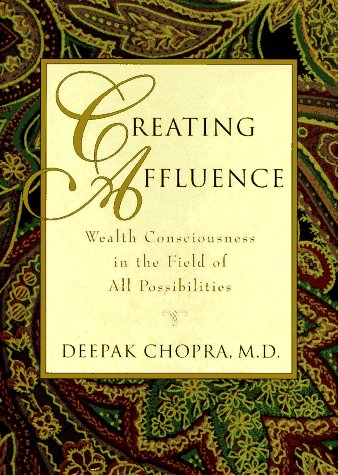 CREATING
AFFLUENCE
Wealth Consciousness
in the Field of
All Possibilities
DEEPAK CHOPRA, M.D.